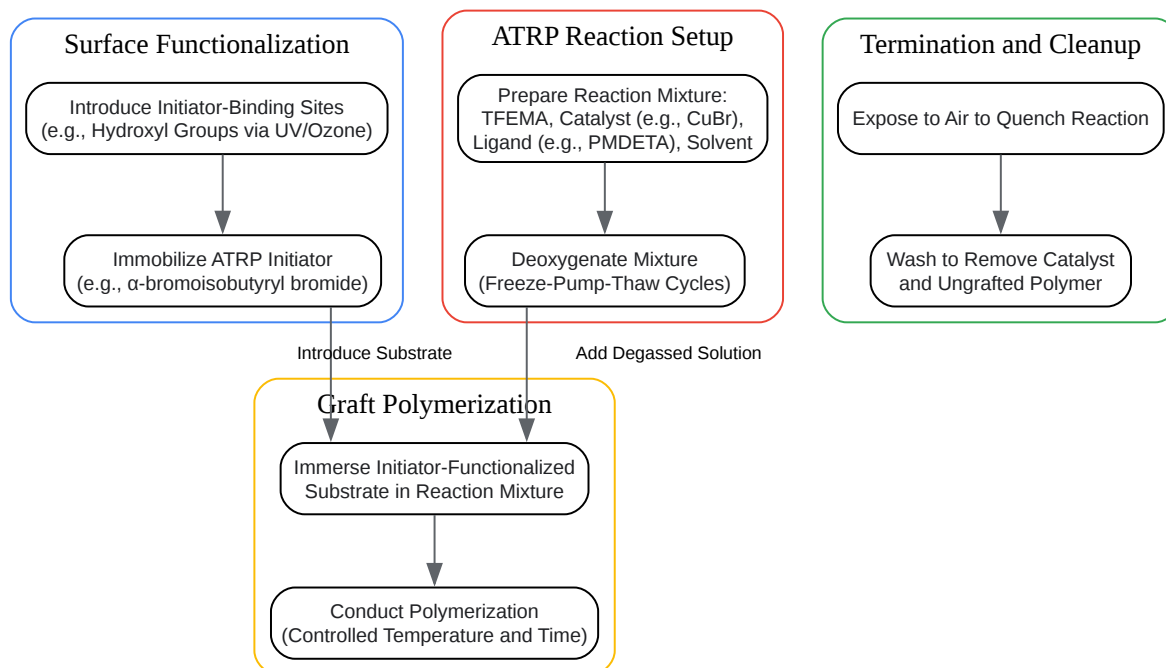 Surface Functionalization
Introduce Initiator-Binding Sites
(e.g., Hydroxyl Groups via UV/Ozone)
Immobilize ATRP Initiator
(e.g., α-bromoisobutyryl bromide)
ATRP Reaction Setup
Prepare Reaction Mixture:
TFEMA, Catalyst (e.g., CuBr),
Ligand (e.g., PMDETA), Solvent
Deoxygenate Mixture
(Freeze-Pump-Thaw Cycles)
Termination and Cleanup
Expose to Air to Quench Reaction
Wash to Remove Catalyst
and Ungrafted Polymer
Introduce Substrate
Add Degassed Solution
Graft Polymerization
Immerse Initiator-Functionalized
Substrate in Reaction Mixture
Conduct Polymerization
(Controlled Temperature and Time)